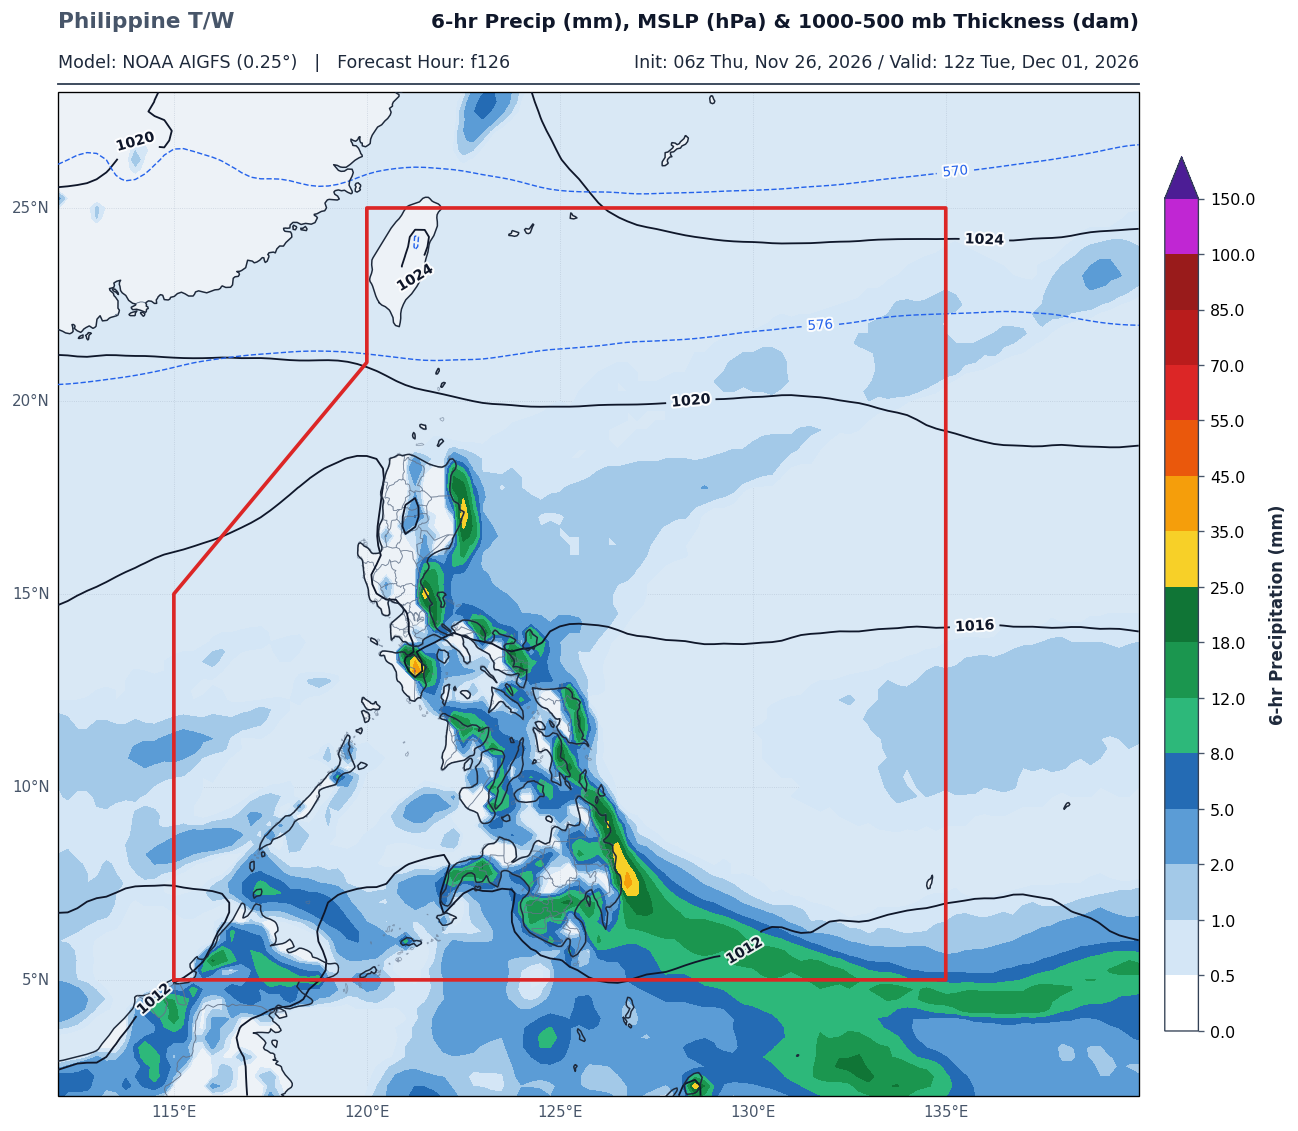 Philippine T/W
6-hr Precip (mm), MSLP (hPa) & 1000-500 mb Thickness (dam)
Model: NOAA AIGFS (0.25°) | Forecast Hour: f126
Init: 06z Thu, Nov 26, 2026 / Valid: 12z Tue, Dec 01, 2026
1020
570
1024
1024
576
1020
1016
1012
1012
25°N
20°N
15°N
10°N
5°N
115°E
120°E
125°E
130°E
135°E
150.0
100.0
85.0
70.0
55.0
45.0
35.0
25.0
18.0
12.0
8.0
5.0
2.0
1.0
0.5
0.0
6-hr Precipitation (mm)